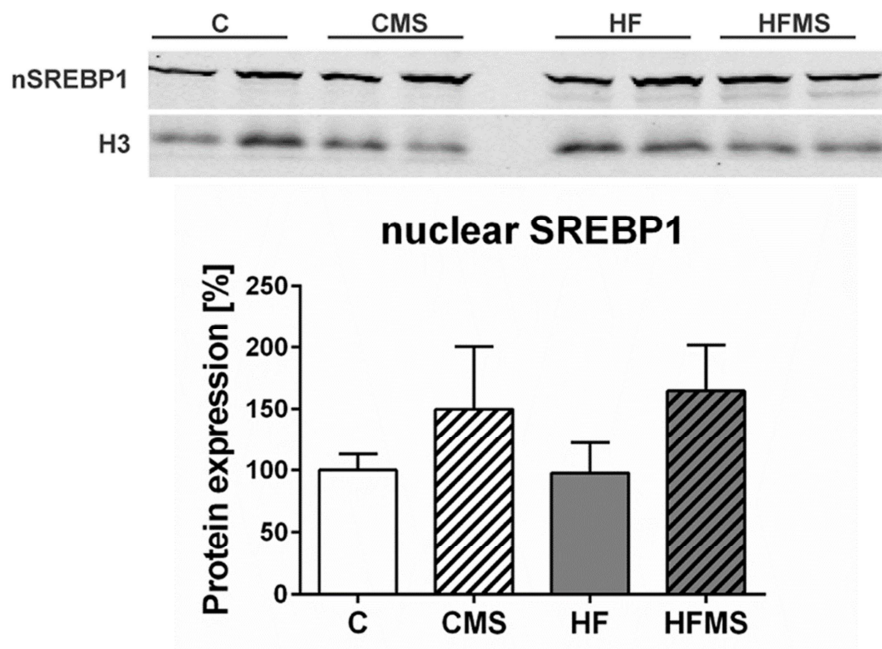 C CMS HF HFMS
nSREBP1
H3
nuclear SREBP1
Protein expression [%]
250
200
150
100
50
0
C CMS HF HFMS